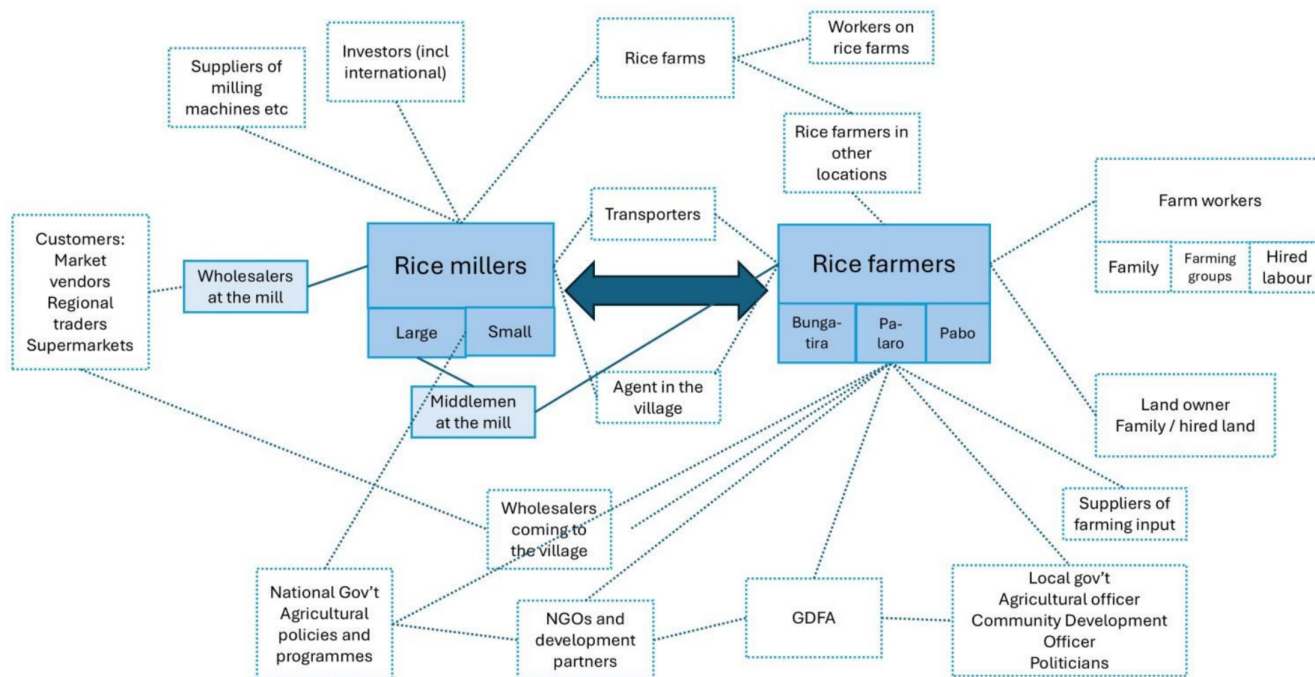 Suppliers of
milling
machines etc
Investors (incl
international)
Rice farms
Workers on
rice farms
Rice farmers in
other
locations
Farm workers
Family
Farming
groups
Hired
labour
Transporters
Customers:
Market
vendors
Regional
traders
Supermarkets
Wholesalers
at the mill
Rice millers
Large
Small
Rice farmers
Bunga-
tira
Pa-
laro
Pabo
Middlemen
at the mill
Agent in the
village
Land owner
Family / hired land
Wholesalers
coming to
the village
Suppliers of
farming input
National Gov't
Agricultural
policies and
programmes
NGOs and
development
partners
GDFA
Local gov't
Agricultural officer
Community Development
Officer
Politicians